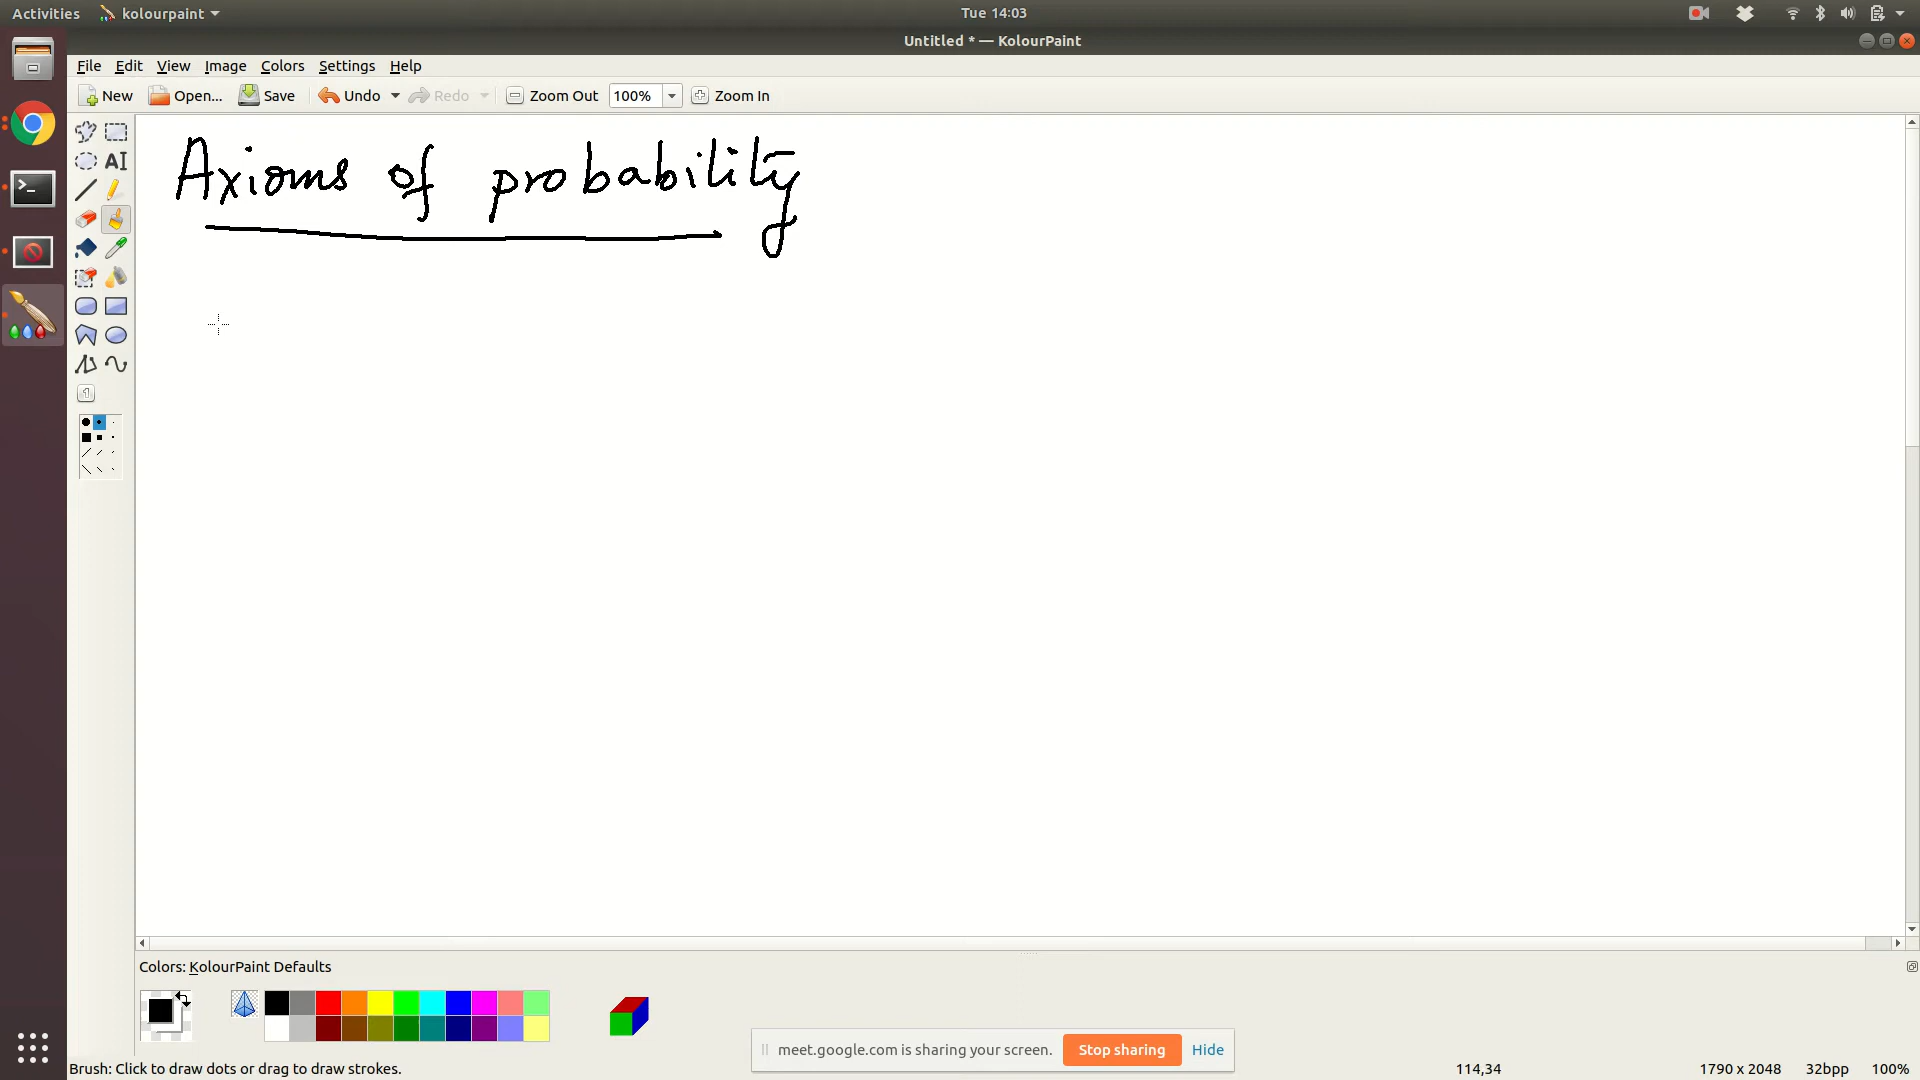 Activities kolourpaint Tue 14:03
Untitled * — KolourPaint
File Edit View Image Colors Settings Help
New Open... Save Undo Redo Zoom Out 100% Zoom In
Axioms of probability
Colors: KolourPaint Defaults
meet.google.com is sharing your screen. Stop sharing Hide
Brush: Click to draw dots or drag to draw strokes. 114,34 1790 x 2048 32bpp 100%